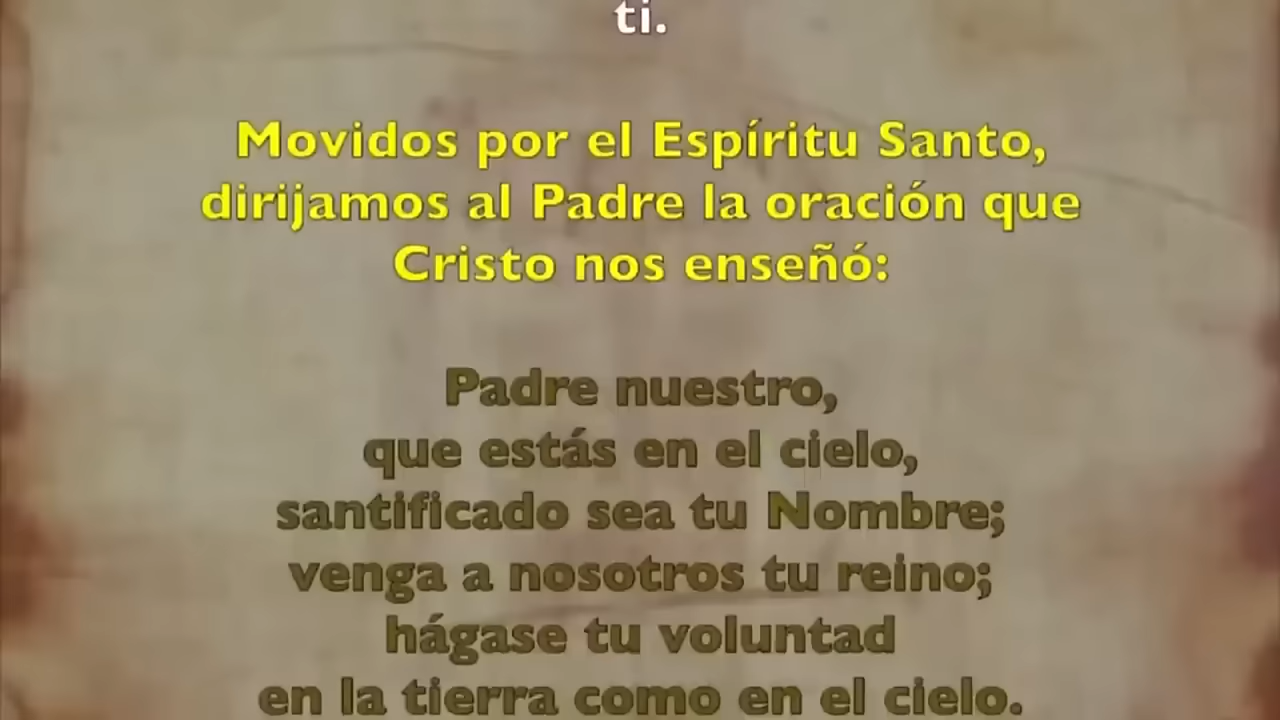 ti.
Movidos por el Espíritu Santo,
dirijamos al Padre la oración que
Cristo nos enseñó:
Padre nuestro,
que estás en el cielo,
santificado sea tu Nombre;
venga a nosotros tu reino;
hágase tu voluntad
en la tierra como en el cielo.